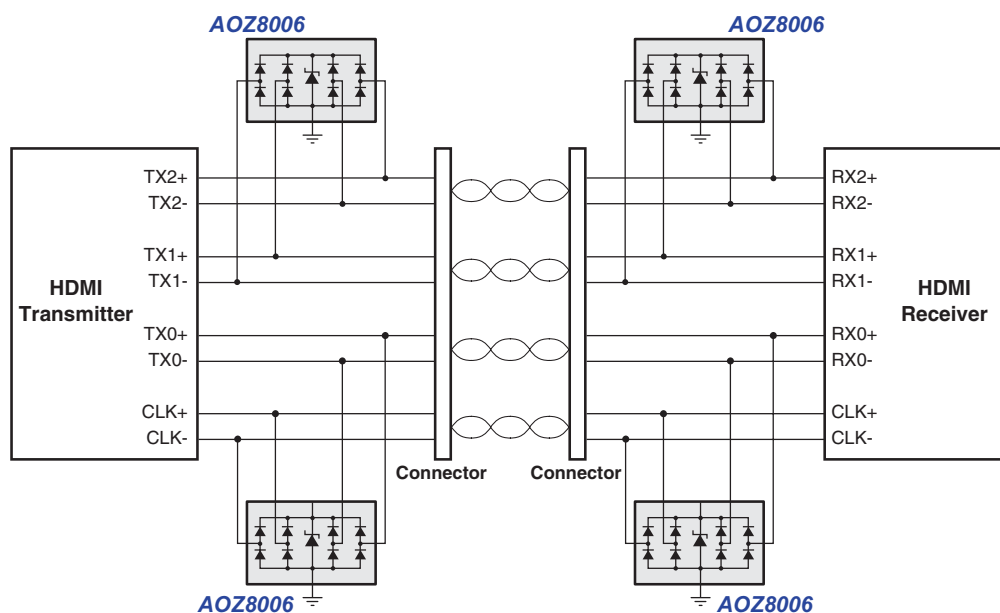 AOZ8006
AOZ8006
TX2+
TX2-
TX1+
TX1-
TX0+
TX0-
CLK+
CLK-
HDMI
Transmitter
RX2+
RX2-
RX1+
RX1-
RX0+
RX0-
CLK+
CLK-
HDMI
Receiver
Connector
Connector
AOZ8006
AOZ8006